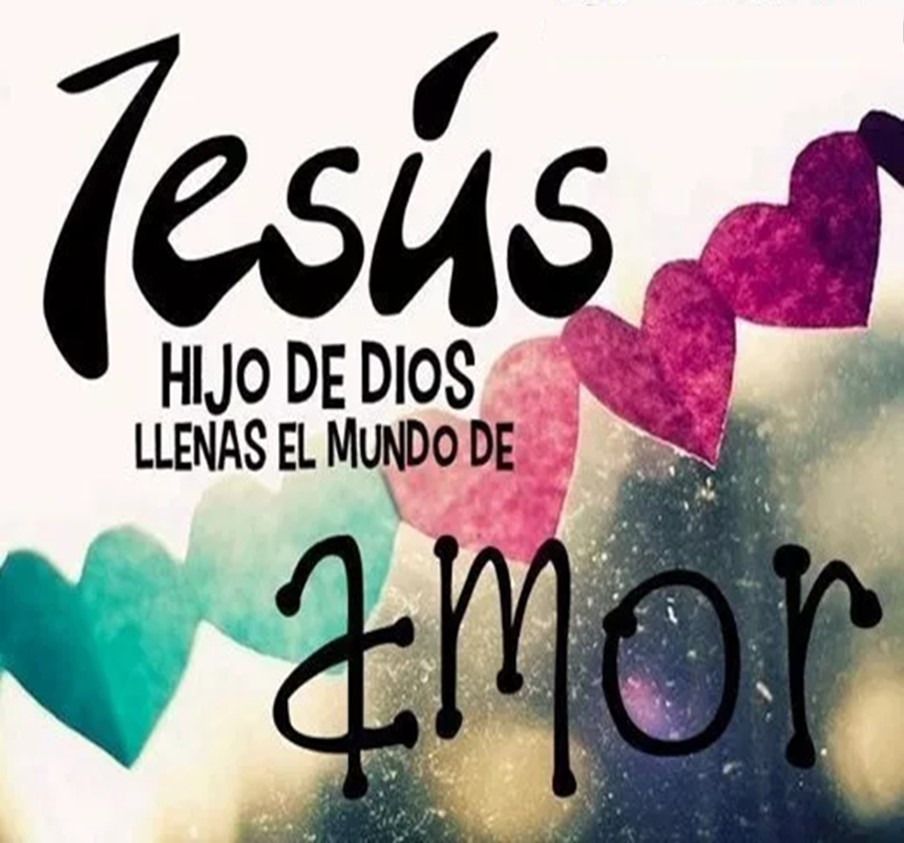 Jesús
HIJO DE DIOS
LLENAS EL MUNDO DE
amor